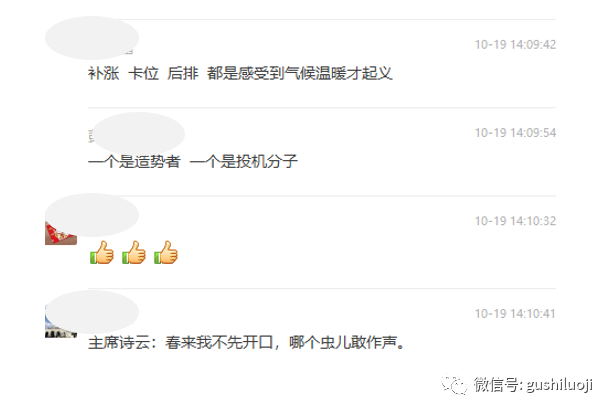 10-19 14:09:42
补涨 卡位 后排 都是感受到气候温暖才起义
10-19 14:09:54
一个是造势者 一个是投机分子
10-19 14:10:32
10-19 14:10:41
主席诗云：春来我不先开口，哪个虫儿敢作声。
微信号: gushiluoji